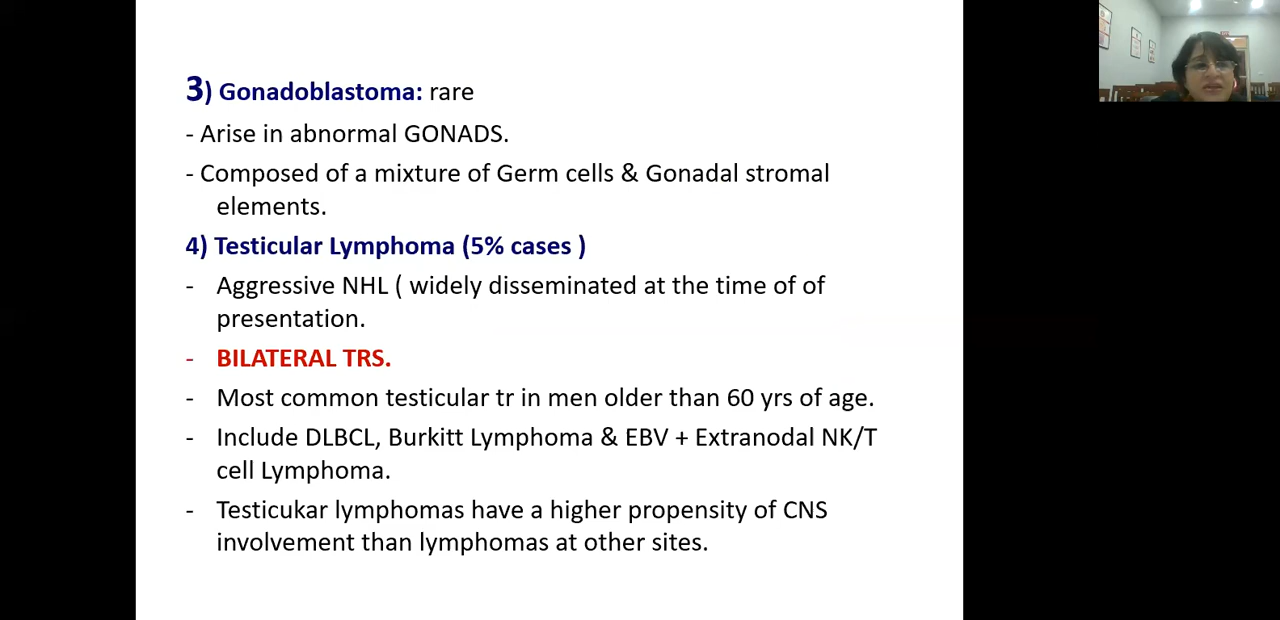 3) Gonadoblastoma: rare
- Arise in abnormal GONADS.
- Composed of a mixture of Germ cells & Gonadal stromal
elements.
4) Testicular Lymphoma (5% cases )
- Aggressive NHL ( widely disseminated at the time of of
presentation.
- BILATERAL TRS.
- Most common testicular tr in men older than 60 yrs of age.
- Include DLBCL, Burkitt Lymphoma & EBV + Extranodal NK/T
cell Lymphoma.
- Testicukar lymphomas have a higher propensity of CNS
involvement than lymphomas at other sites.